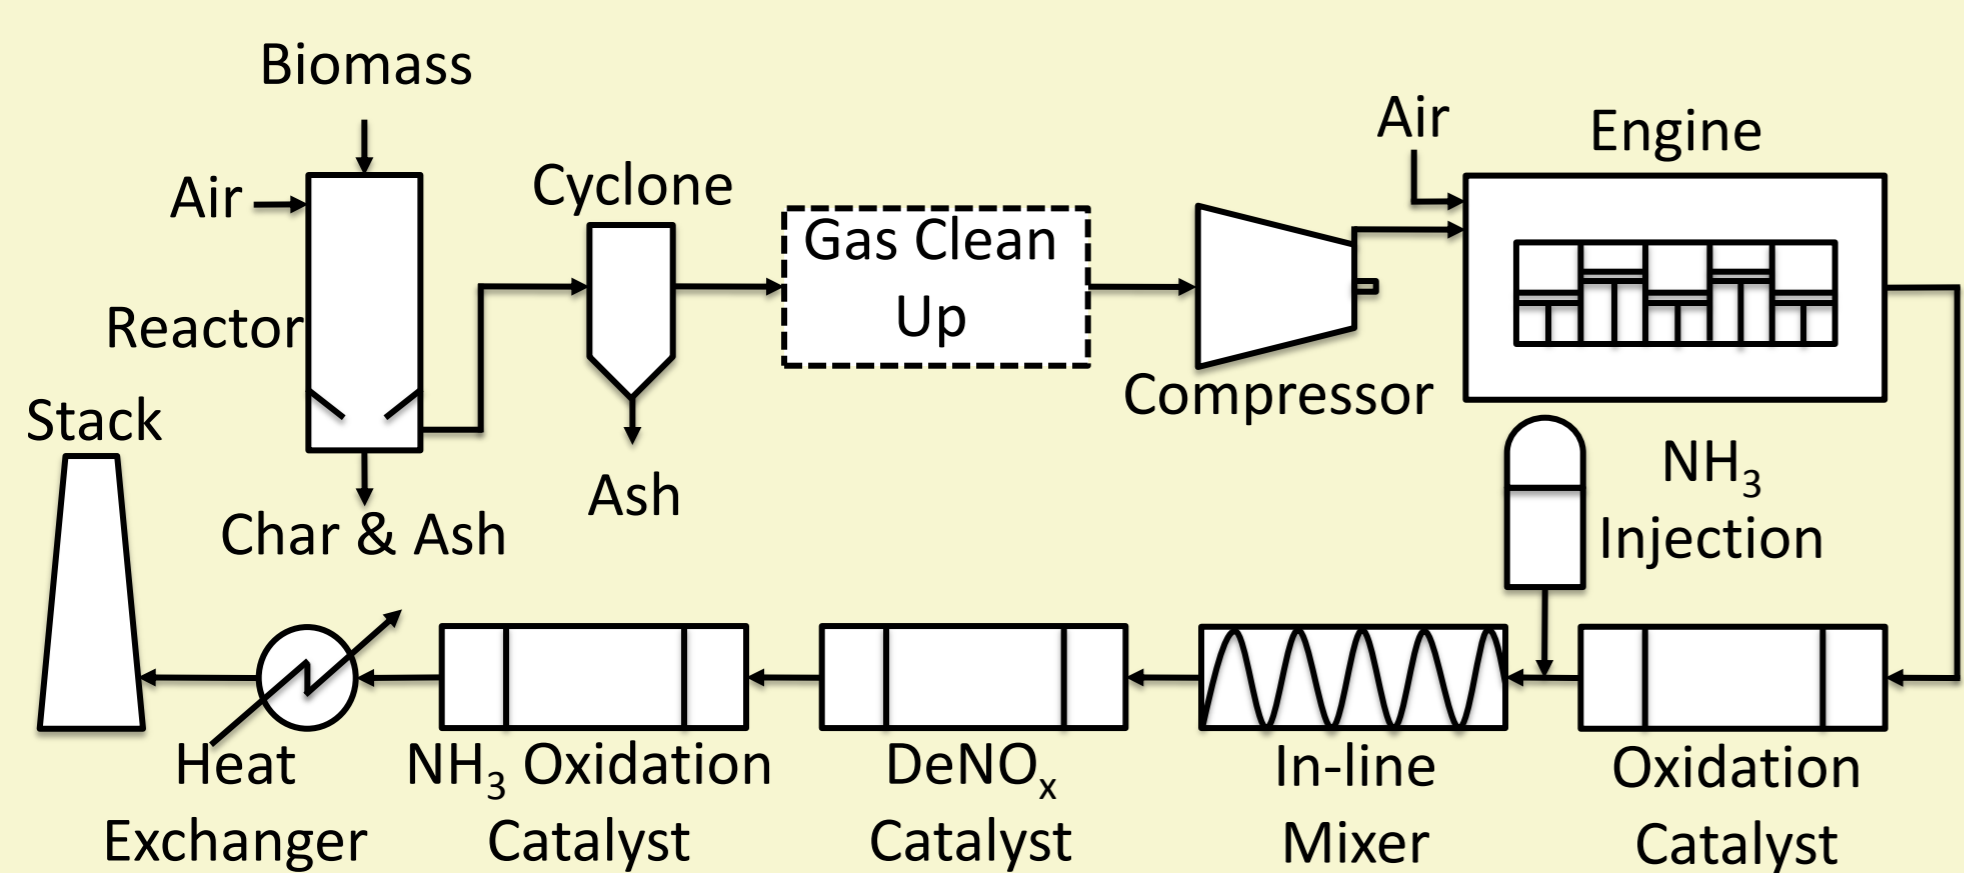 Biomass
Air
Reactor
Char & Ash
Cyclone
Ash
Gas Clean
Up
Compressor
Air
Engine
NH₃
Injection
Oxidation
Catalyst
In-line
Mixer
DeNOₓ
Catalyst
NH₃ Oxidation
Catalyst
Heat
Exchanger
Stack